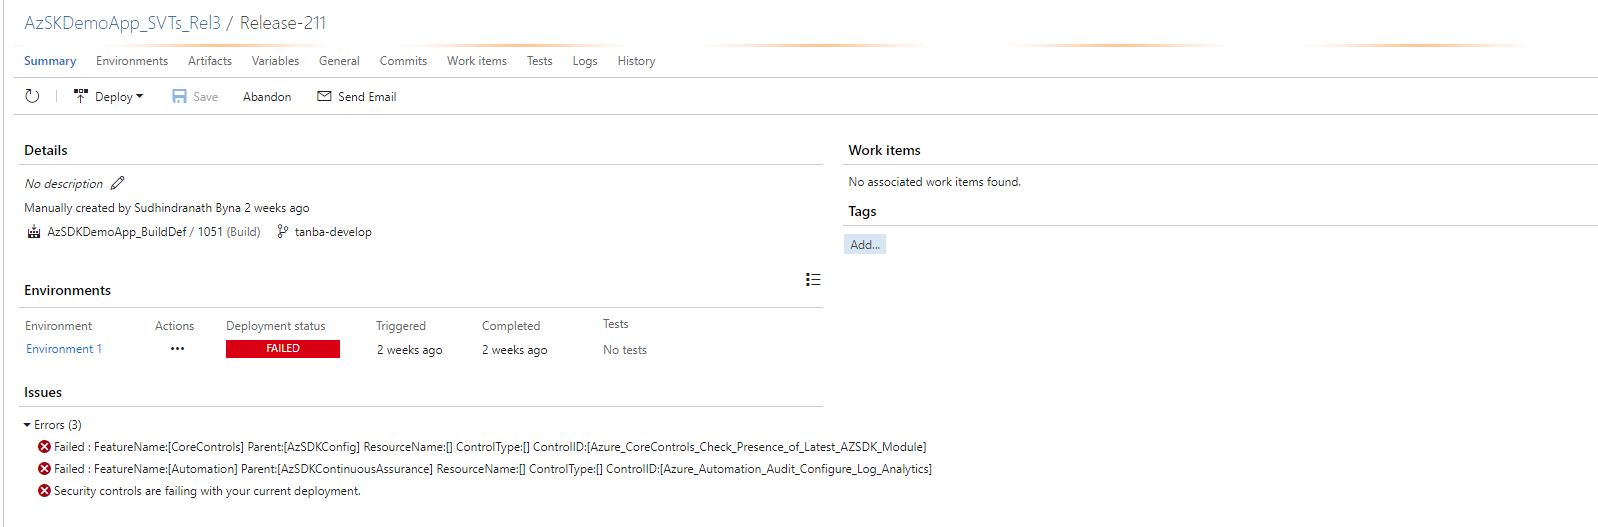 AzSKDemoApp_SVTs_Rel3 / Release-211
Summary Environments Artifacts Variables General Commits Work items Tests Logs History
Deploy Save Abandon Send Email
Details
No description
Manually created by Sudhindranath Byna 2 weeks ago
AzSDKDemoApp_BuildDef / 1051 (Build) tanba-develop
Work items
No associated work items found.
Tags
Add...
Environments
Environment Actions Deployment status Triggered Completed Tests
Environment 1 ••• FAILED 2 weeks ago 2 weeks ago No tests
Issues
Errors (3)
Failed : FeatureName:[CoreControls] Parent:[AzSDKConfig] ResourceName:[] ControlType:[] ControlID:[Azure_CoreControls_Check_Presence_of_Latest_AZSDK_Module]
Failed : FeatureName:[Automation] Parent:[AzSDKContinuousAssurance] ResourceName:[] ControlType:[] ControlID:[Azure_Automation_Audit_Configure_Log_Analytics]
Security controls are failing with your current deployment.